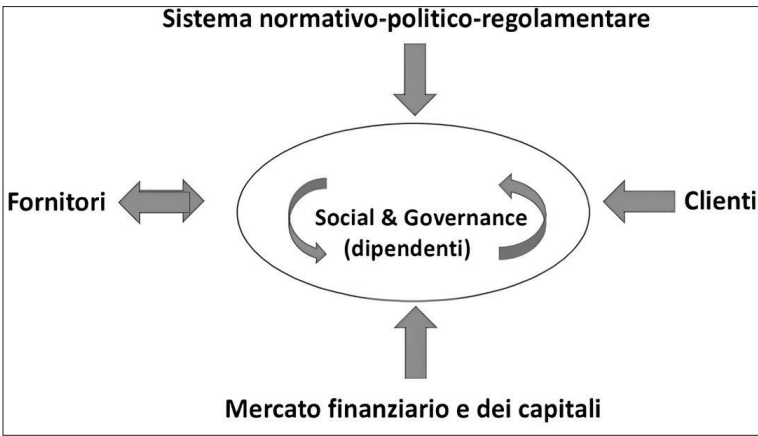 Sistema normativo-politico-regolamentare
Fornitori
Social & Governance
(dipendenti)
Clienti
Mercato finanziario e dei capitali